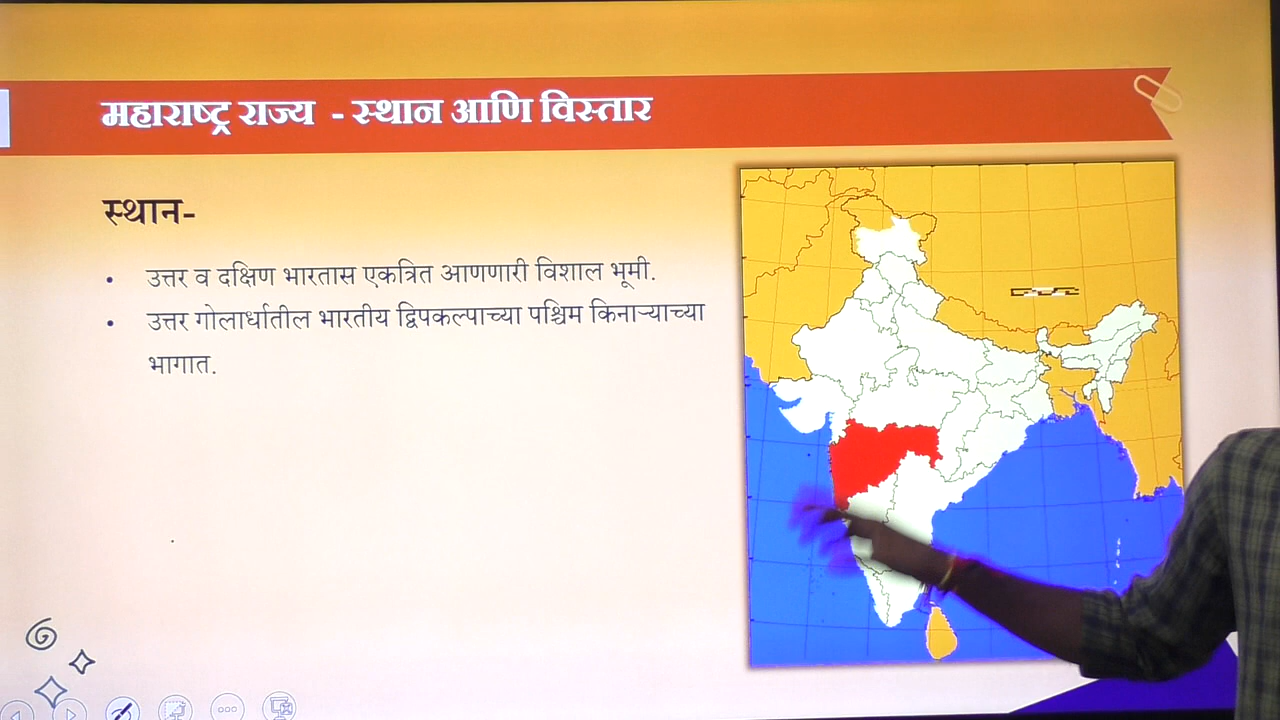 महाराष्ट्र राज्य - स्थान आणि विस्तार
स्थान-
• उत्तर व दक्षिण भारतास एकत्रित आणणारी विशाल भूमी.
• उत्तर गोलार्धातील भारतीय द्विपकल्पाच्या पश्चिम किनाऱ्याच्या
भागात.